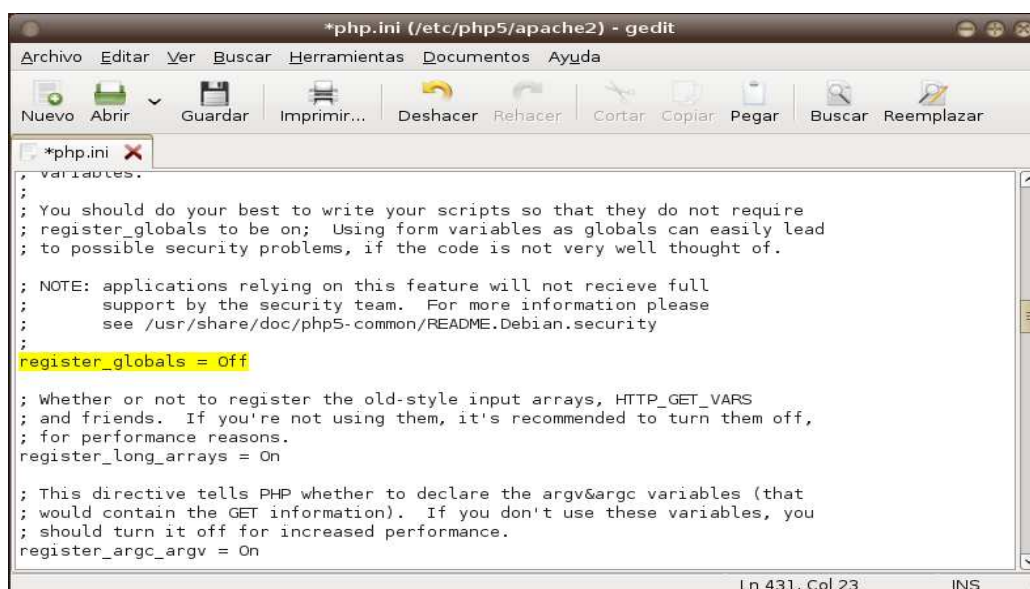 *php.ini (/etc/php5/apache2) - gedit
Archivo Editar Ver Buscar Herramientas Documentos Ayuda
Nuevo Abrir Guardar Imprimir... Deshacer Rehacer Cortar Copiar Pegar Buscar Reemplazar
*php.ini
; variables.
;
; You should do your best to write your scripts so that they do not require
; register_globals to be on;  Using form variables as globals can easily lead
; to possible security problems, if the code is not very well thought of.
; NOTE: applications relying on this feature will not recieve full
;       support by the security team.  For more information please
;       see /usr/share/doc/php5-common/README.Debian.security
;
register_globals = Off
; Whether or not to register the old-style input arrays, HTTP_GET_VARS
; and friends.  If you're not using them, it's recommended to turn them off,
; for performance reasons.
register_long_arrays = On
; This directive tells PHP whether to declare the argv&argc variables (that
; would contain the GET information).  If you don't use these variables, you
; should turn it off for increased performance.
register_argc_argv = On
Ln 431, Col 23 INS